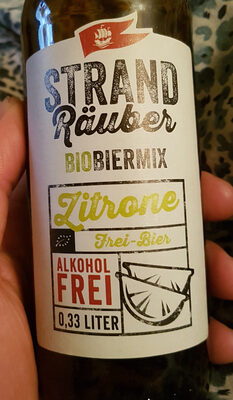 STRAND
Räuber
BIOBIERMIX
Zitrone
Frei-Bier
ALKOHOL
FREI
0,33 LITER